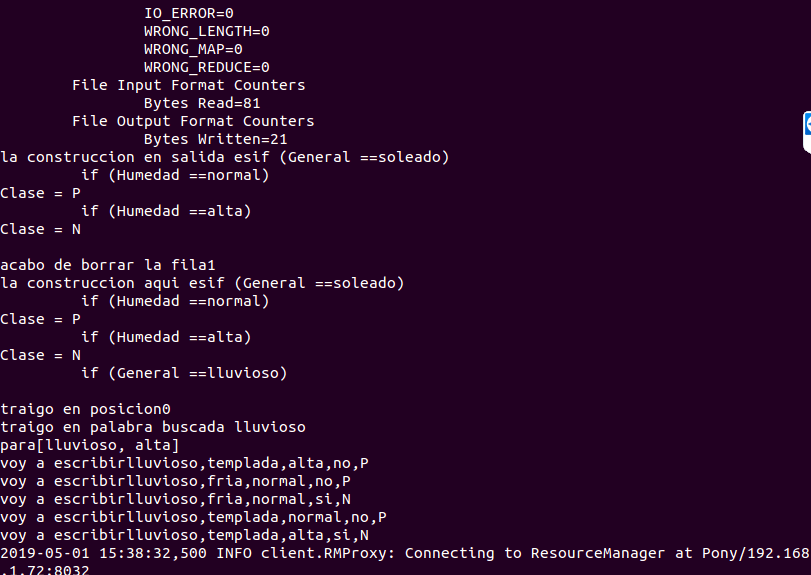 IO_ERROR=0
WRONG_LENGTH=0
WRONG_MAP=0
WRONG_REDUCE=0
File Input Format Counters
Bytes Read=81
File Output Format Counters
Bytes Written=21
la construccion en salida esif (General ==soleado)
if (Humedad ==normal)
Clase = P
if (Humedad ==alta)
Clase = N
acabo de borrar la fila1
la construccion aqui esif (General ==soleado)
if (Humedad ==normal)
Clase = P
if (Humedad ==alta)
Clase = N
if (General ==lluvioso)
traigo en posicion0
traigo en palabra buscada lluvioso
para[lluvioso, alta]
voy a escribirlluvioso,templada,alta,no,P
voy a escribirlluvioso,fria,normal,no,P
voy a escribirlluvioso,fria,normal,si,N
voy a escribirlluvioso,templada,normal,no,P
voy a escribirlluvioso,templada,alta,si,N
2019-05-01 15:38:32,500 INFO client.RMProxy: Connecting to ResourceManager at Pony/192.168
.1.72:8032